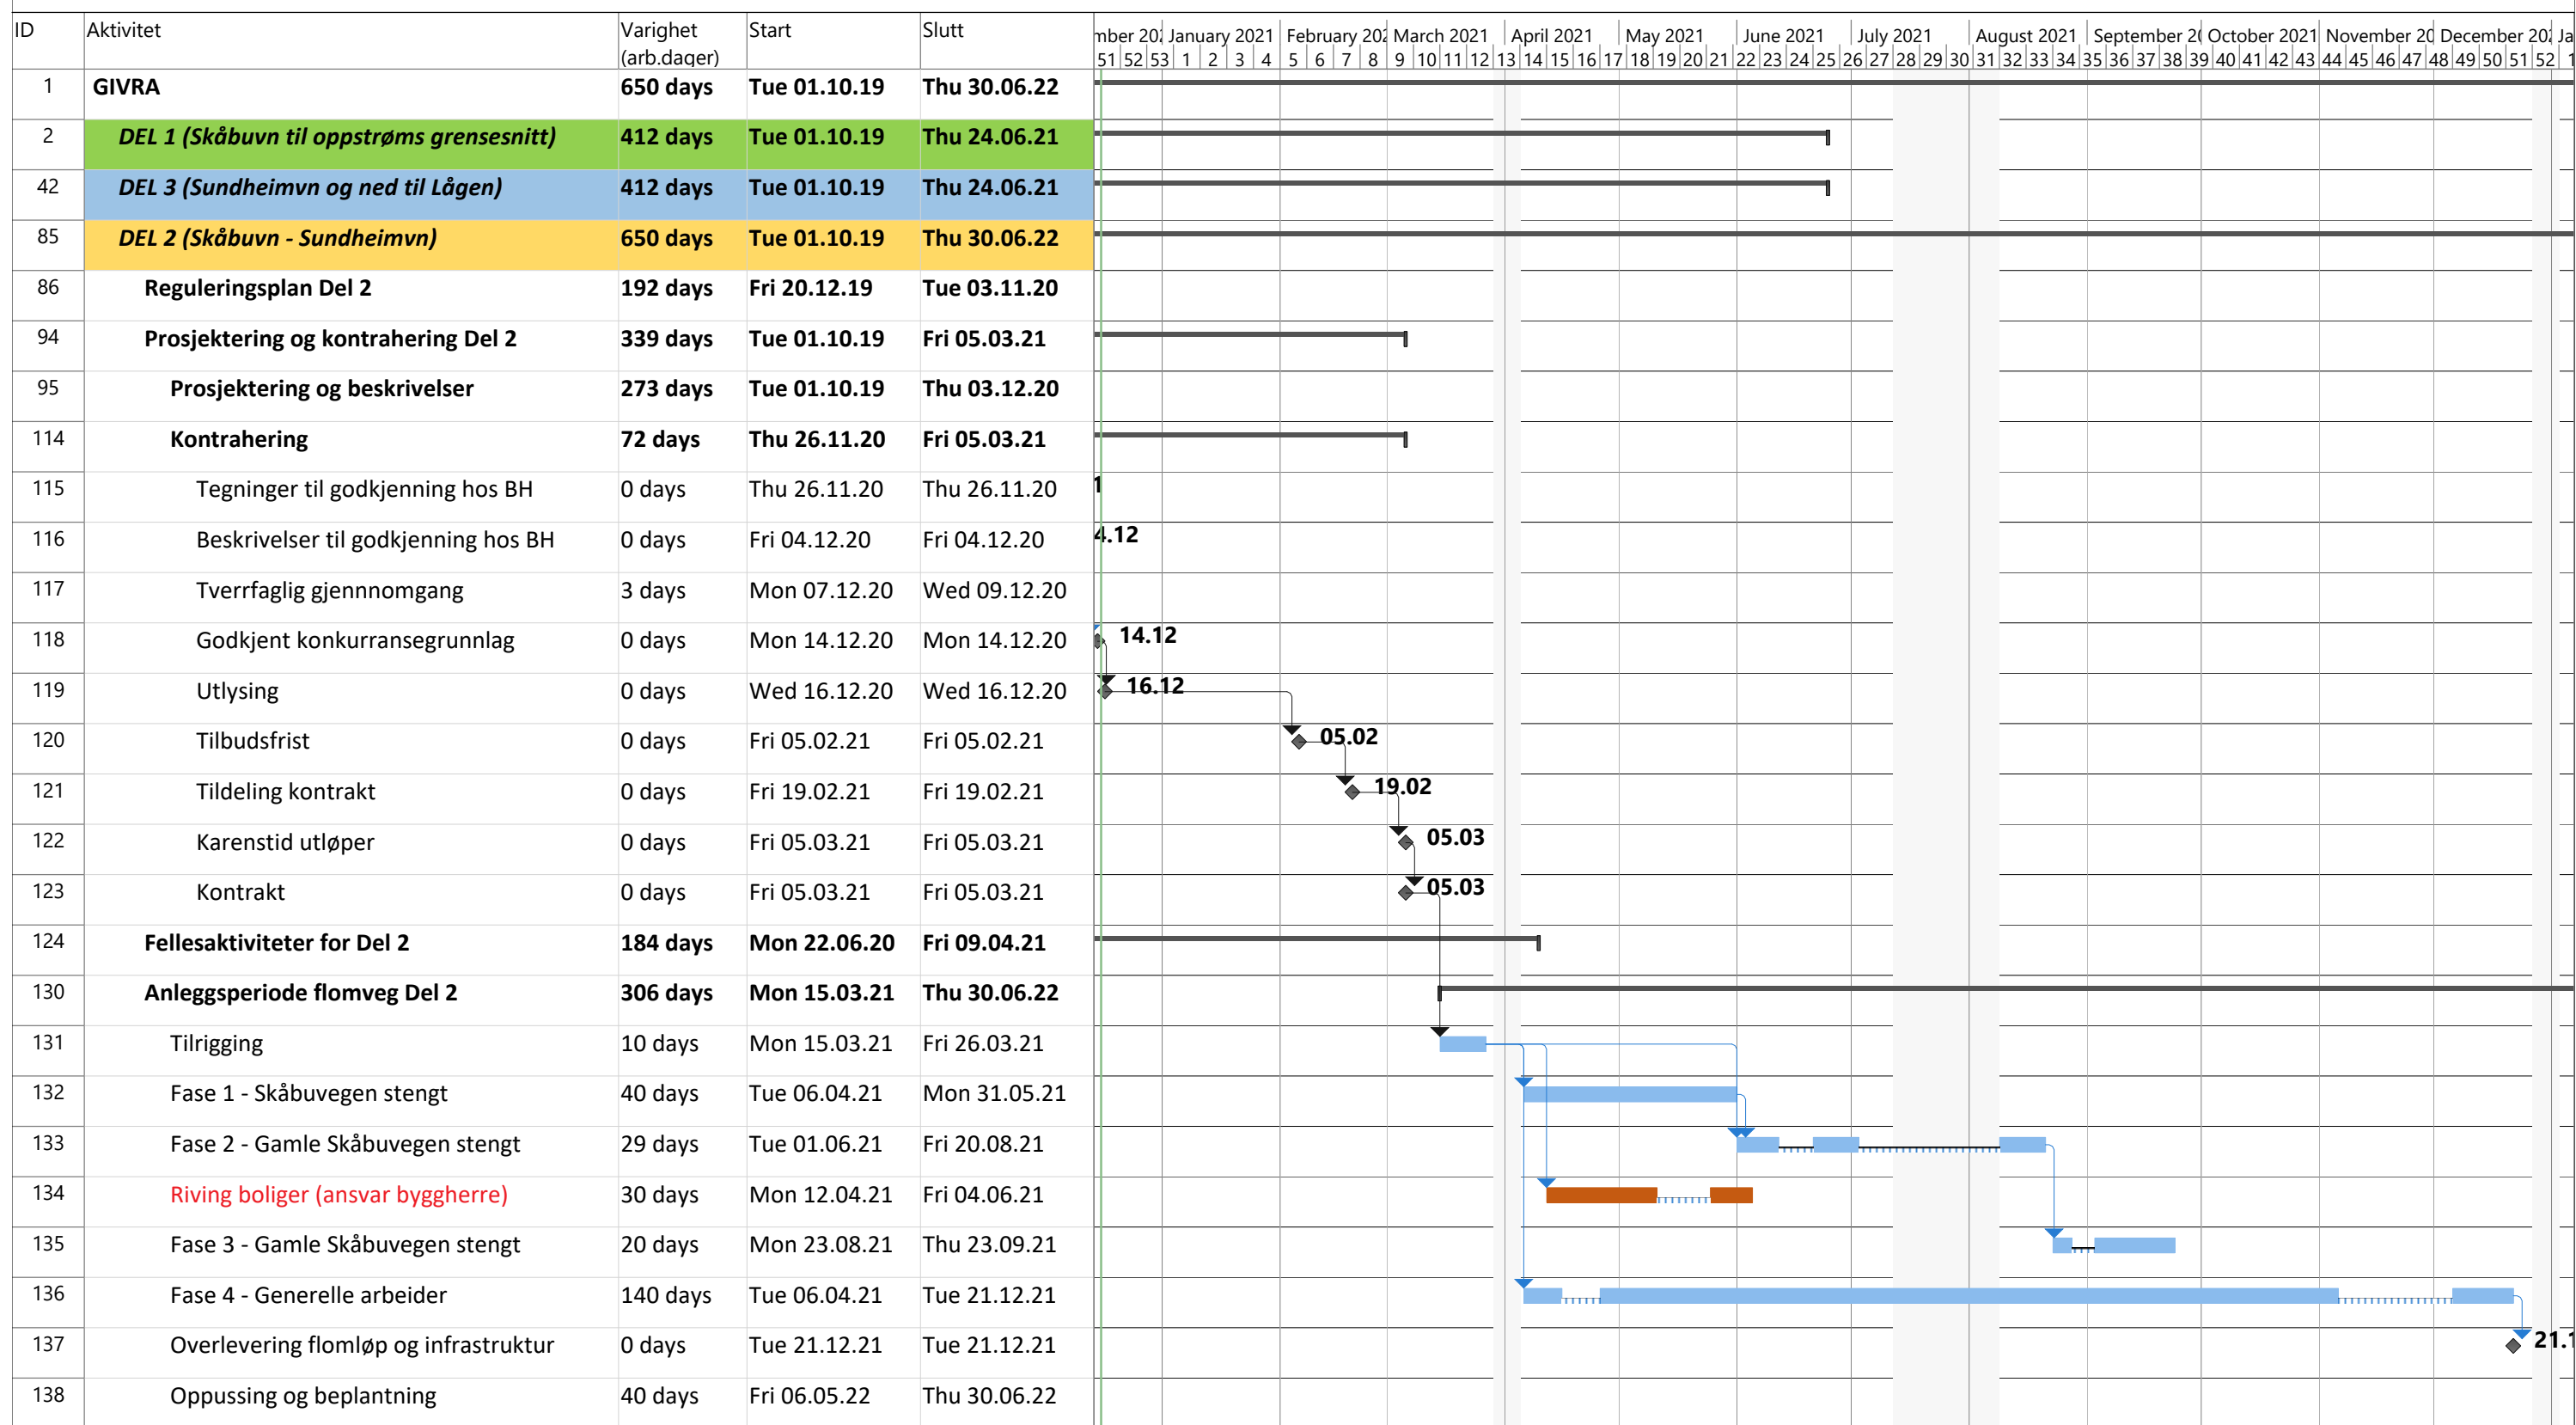 ID Aktivitet Varighet (arb.dager) Start Slutt
mber 202 January 2021 February 202 March 2021 April 2021 May 2021 June 2021 July 2021 August 2021 September 20 October 2021 November 20 December 202 Ja
51 52 53 1 2 3 4 5 6 7 8 9 10 11 12 13 14 15 16 17 18 19 20 21 22 23 24 25 26 27 28 29 30 31 32 33 34 35 36 37 38 39 40 41 42 43 44 45 46 47 48 49 50 51 52 1
1 GIVRA 650 days Tue 01.10.19 Thu 30.06.22
2 DEL 1 (Skåbuvn til oppstrøms grensesnitt) 412 days Tue 01.10.19 Thu 24.06.21
42 DEL 3 (Sundheimvn og ned til Lågen) 412 days Tue 01.10.19 Thu 24.06.21
85 DEL 2 (Skåbuvn - Sundheimvn) 650 days Tue 01.10.19 Thu 30.06.22
86 Reguleringsplan Del 2 192 days Fri 20.12.19 Tue 03.11.20
94 Prosjektering og kontrahering Del 2 339 days Tue 01.10.19 Fri 05.03.21
95 Prosjektering og beskrivelser 273 days Tue 01.10.19 Thu 03.12.20
114 Kontrahering 72 days Thu 26.11.20 Fri 05.03.21
115 Tegninger til godkjenning hos BH 0 days Thu 26.11.20 Thu 26.11.20 1
116 Beskrivelser til godkjenning hos BH 0 days Fri 04.12.20 Fri 04.12.20 4.12
117 Tverrfaglig gjennnomgang 3 days Mon 07.12.20 Wed 09.12.20
118 Godkjent konkurransegrunnlag 0 days Mon 14.12.20 Mon 14.12.20 14.12
119 Utlysing 0 days Wed 16.12.20 Wed 16.12.20 16.12
120 Tilbudsfrist 0 days Fri 05.02.21 Fri 05.02.21 05.02
121 Tildeling kontrakt 0 days Fri 19.02.21 Fri 19.02.21 19.02
122 Karenstid utløper 0 days Fri 05.03.21 Fri 05.03.21 05.03
123 Kontrakt 0 days Fri 05.03.21 Fri 05.03.21 05.03
124 Fellesaktiviteter for Del 2 184 days Mon 22.06.20 Fri 09.04.21
130 Anleggsperiode flomveg Del 2 306 days Mon 15.03.21 Thu 30.06.22
131 Tilrigging 10 days Mon 15.03.21 Fri 26.03.21
132 Fase 1 - Skåbuvegen stengt 40 days Tue 06.04.21 Mon 31.05.21
133 Fase 2 - Gamle Skåbuvegen stengt 29 days Tue 01.06.21 Fri 20.08.21
134 Riving boliger (ansvar byggherre) 30 days Mon 12.04.21 Fri 04.06.21
135 Fase 3 - Gamle Skåbuvegen stengt 20 days Mon 23.08.21 Thu 23.09.21
136 Fase 4 - Generelle arbeider 140 days Tue 06.04.21 Tue 21.12.21
137 Overlevering flomløp og infrastruktur 0 days Tue 21.12.21 Tue 21.12.21 21.1
138 Oppussing og beplantning 40 days Fri 06.05.22 Thu 30.06.22